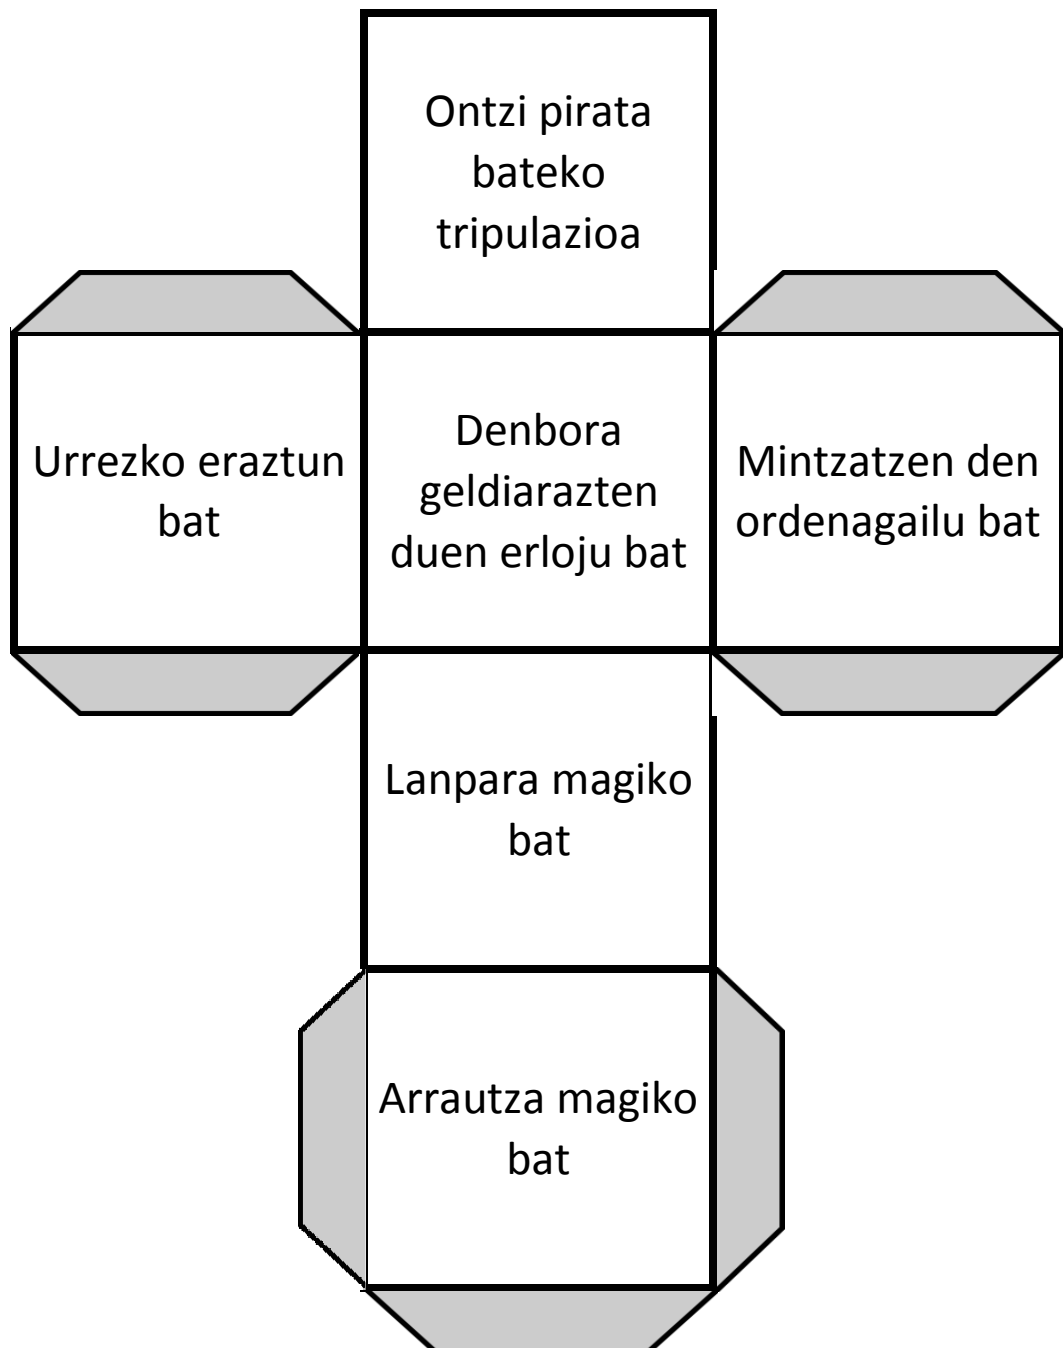 Ontzi pirata
bateko
tripulazioa
Urrezko eraztun
bat
Denbora
geldiarazten
duen erloju bat
Mintzatzen den
ordenagailu bat
Lanpara magiko
bat
Arrautza magiko
bat